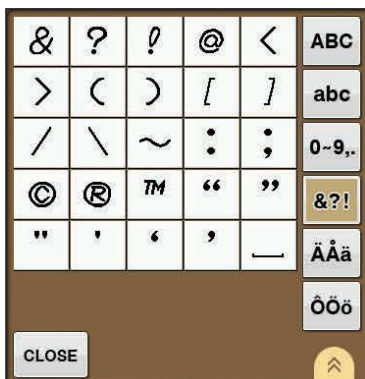 & ? ! @ < ABC
> ( ) [ ] abc
/ \ ~ : ; 0~9,.
© ® TM “ ” &?!
" ' ‘ ’ _ ÄÅä
ÔÖö
CLOSE